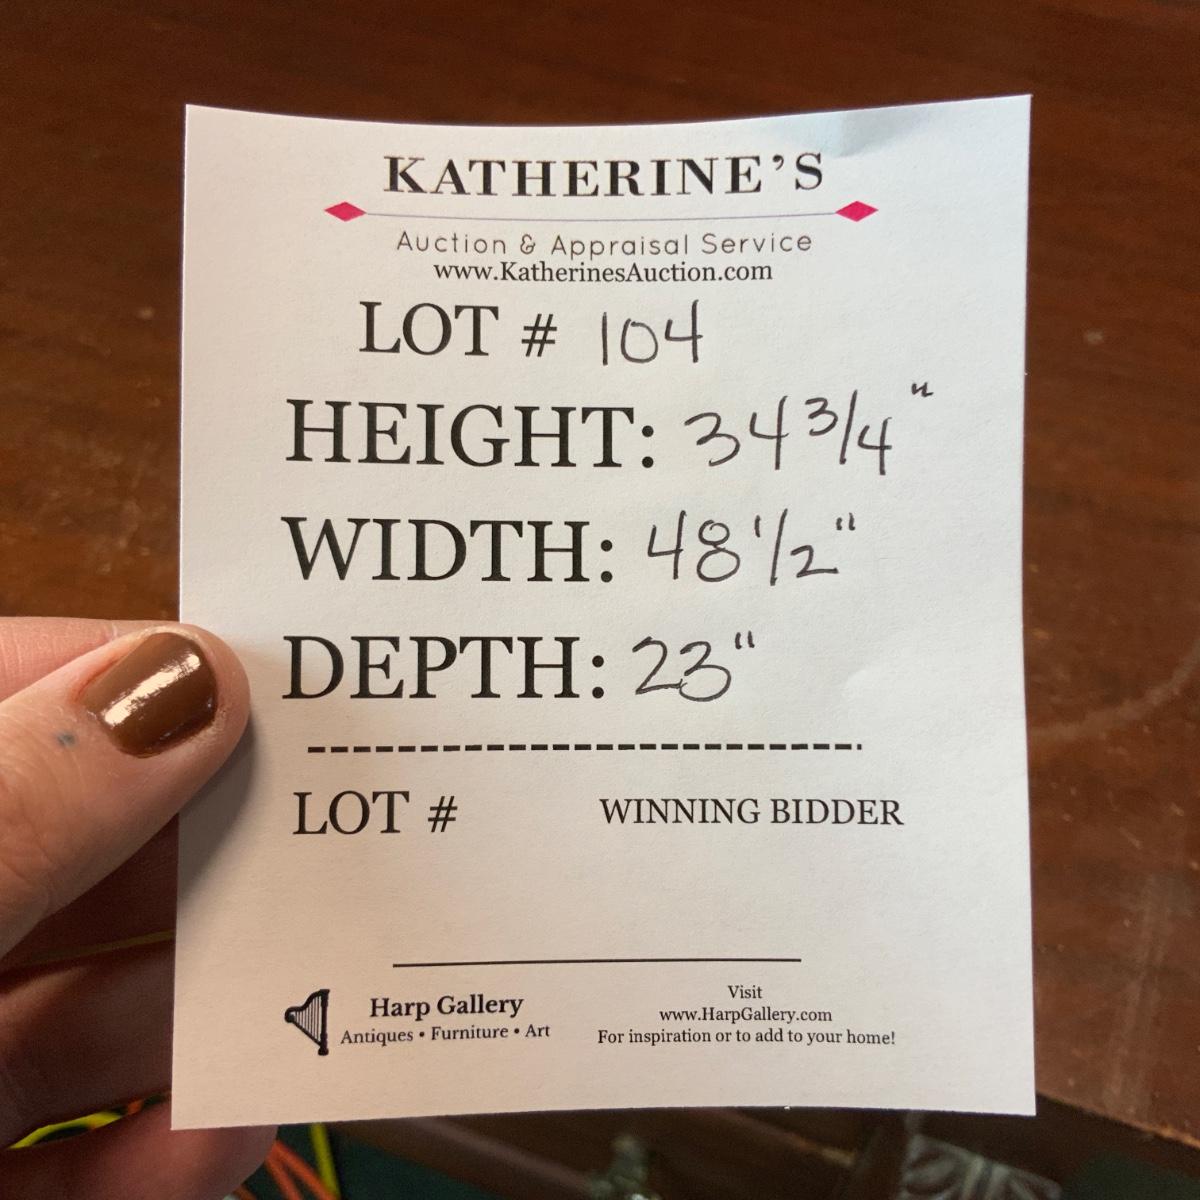 KATHERINE'S
Auction & Appraisal Service
www.KatherinesAuction.com
LOT # 104
HEIGHT: 34 3/4"
WIDTH: 48 1/2"
DEPTH: 23"
LOT # WINNING BIDDER
Harp Gallery
Antiques • Furniture • Art
Visit
www.HarpGallery.com
For inspiration or to add to your home!